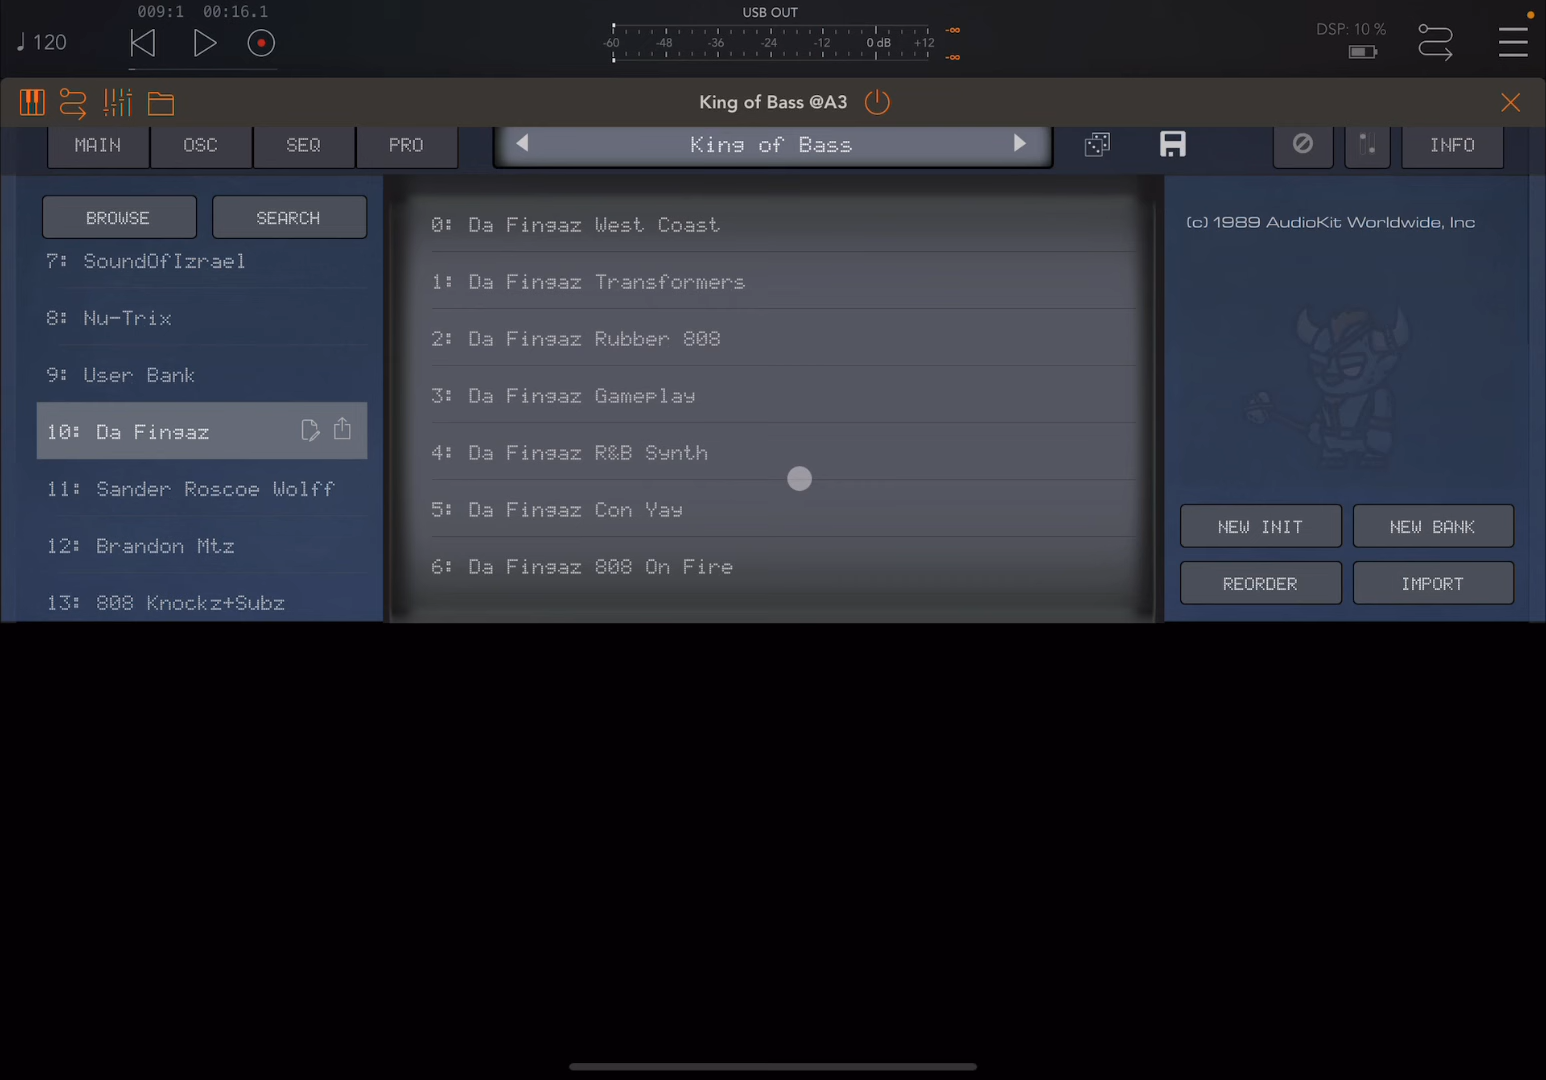 009:1 00:16.1
♩ 120
USB OUT
-60 -48 -36 -24 -12 0 dB +12
-∞
-∞
DSP: 10 %
King of Bass @A3
MAIN OSC SEQ PRO
King of Bass
INFO
BROWSE SEARCH
7: SoundOfIzrael
8: Nu-Trix
9: User Bank
10: Da Fingaz
11: Sander Roscoe Wolff
12: Brandon Mtz
13: 808 Knockz+Subz
0: Da Fingaz West Coast
1: Da Fingaz Transformers
2: Da Fingaz Rubber 808
3: Da Fingaz Gameplay
4: Da Fingaz R&B Synth
5: Da Fingaz Con Yay
6: Da Fingaz 808 On Fire
(c) 1989 AudioKit Worldwide, Inc
NEW INIT NEW BANK
REORDER IMPORT